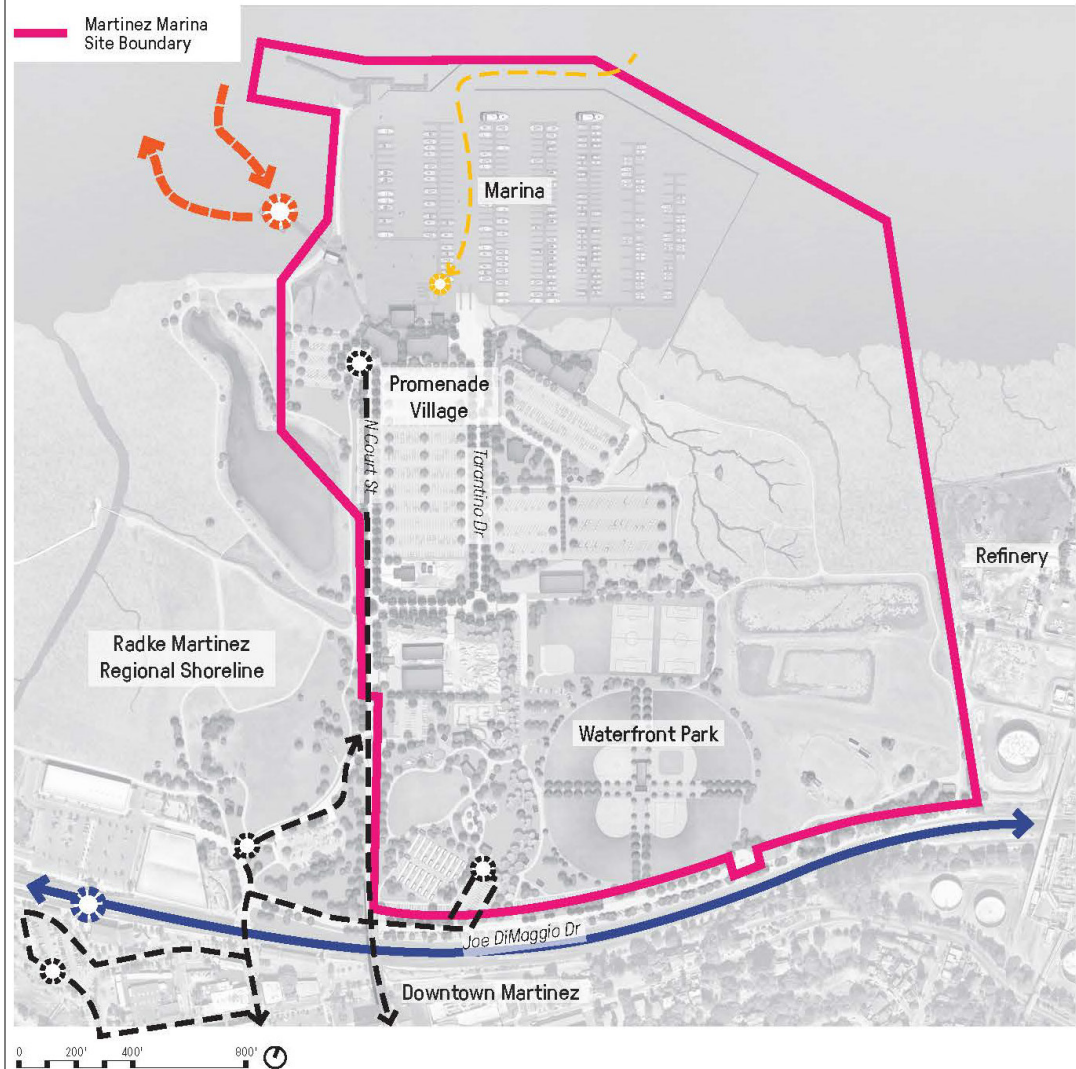 Martinez Marina
Site Boundary
Marina
Promenade
Village
N Court St
Tarantino Dr
Refinery
Radke Martinez
Regional Shoreline
Waterfront Park
Joe DiMaggio Dr
Downtown Martinez
0 200' 400' 800'